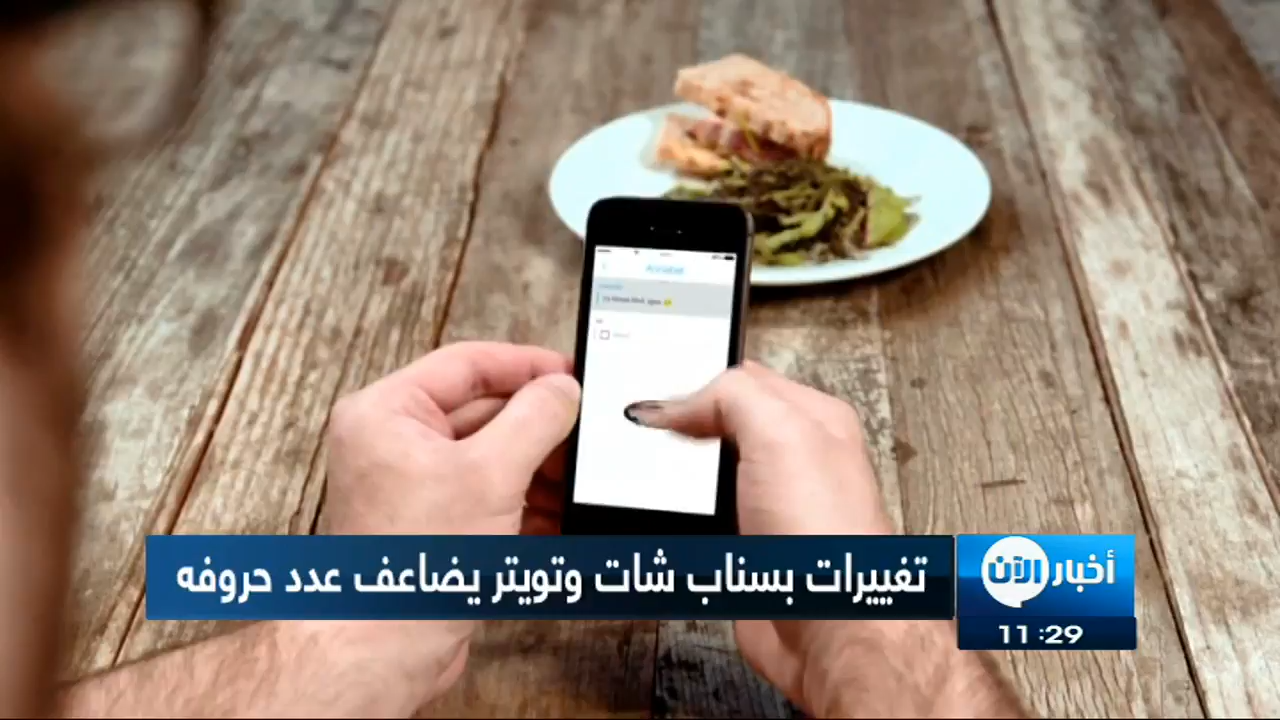 تغييرات بسناب شات وتويتر يضاعف عدد حروفه
أخبار الآن
11:29